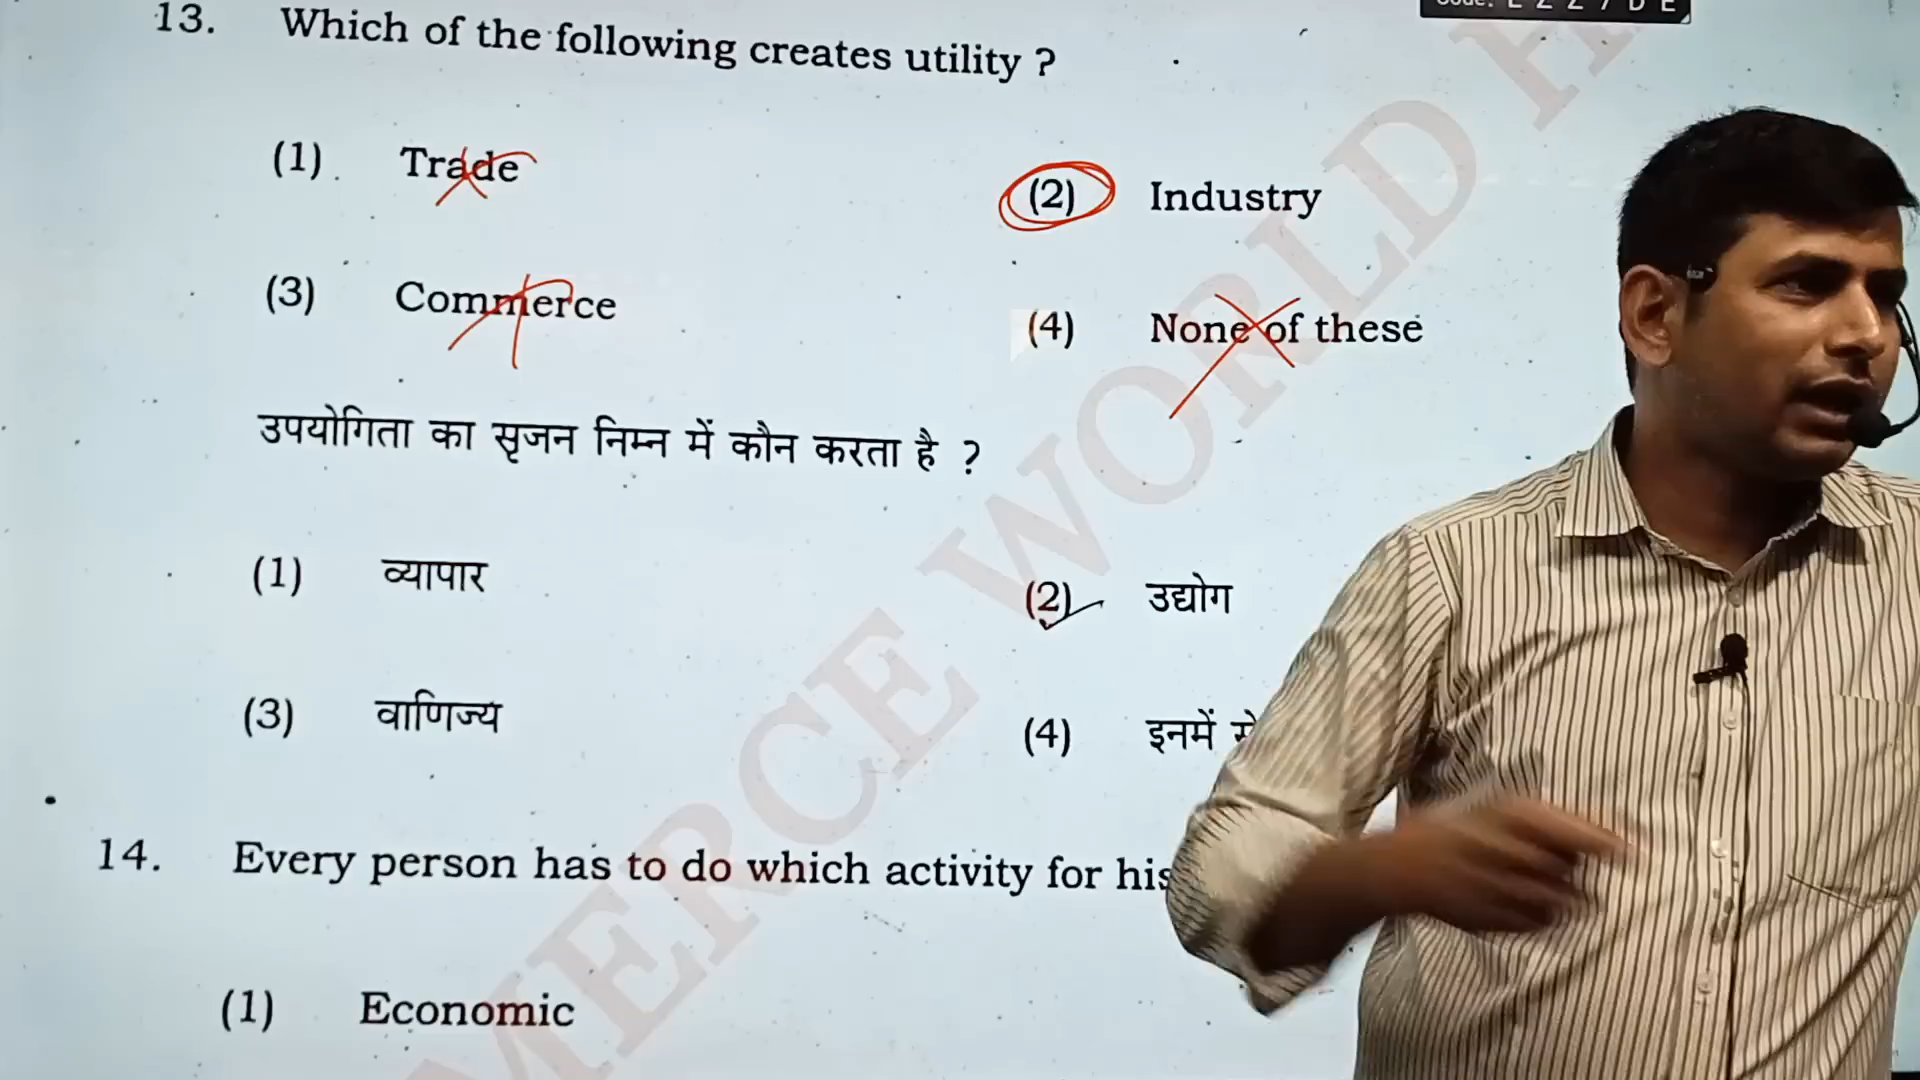 13. Which of the following creates utility ?
(1) Trade
(2) Industry
(3) Commerce
(4) None of these
उपयोगिता का सृजन निम्न में कौन करता है ?
(1) व्यापार
(2) उद्योग
(3) वाणिज्य
(4) इनमें से
14. Every person has to do which activity for his
(1) Economic
MERCE WORLD